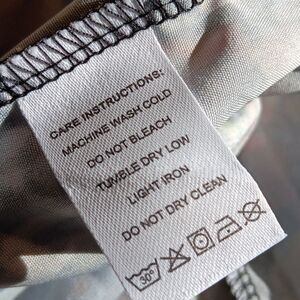 CARE INSTRUCTIONS:
MACHINE WASH COLD
DO NOT BLEACH
TUMBLE DRY LOW
LIGHT IRON
DO NOT DRY CLEAN
30°